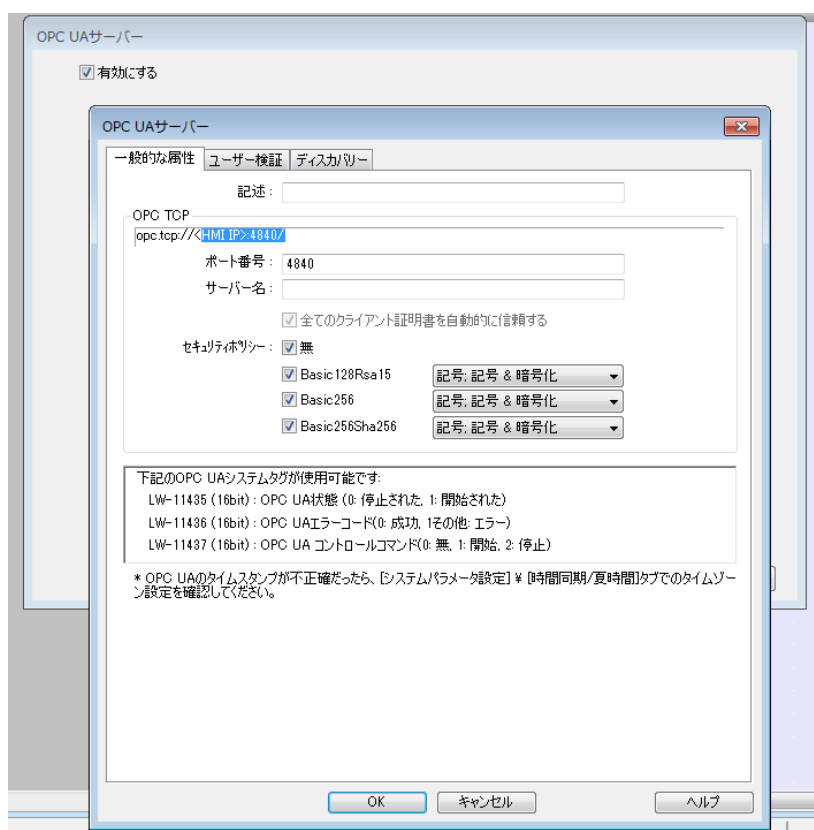 OPC UAサーバー
有効にする
OPC UAサーバー
一般的な属性 ユーザー検証 ディスカバリー
記述:
OPC TCP
opc.tcp://<HMI IP>:4840/
ポート番号: 4840
サーバー名:
全てのクライアント証明書を自動的に信頼する
セキュリティポリシー: 無
Basic128Rsa15 記号; 記号 & 暗号化
Basic256 記号; 記号 & 暗号化
Basic256Sha256 記号; 記号 & 暗号化
下記のOPC UAシステムタグが使用可能です:
LW-11435 (16bit) : OPC UA状態 (0: 停止された, 1: 開始された)
LW-11436 (16bit) : OPC UAエラーコード(0: 成功, 1その他: エラー)
LW-11437 (16bit) : OPC UA コントロールコマンド(0: 無, 1: 開始, 2: 停止)
* OPC UAのタイムスタンプが不正確だったら、[システムパラメータ設定] ¥ [時間同期/夏時間]タブでのタイムゾー
ン設定を確認してください。
OK キャンセル ヘルプ